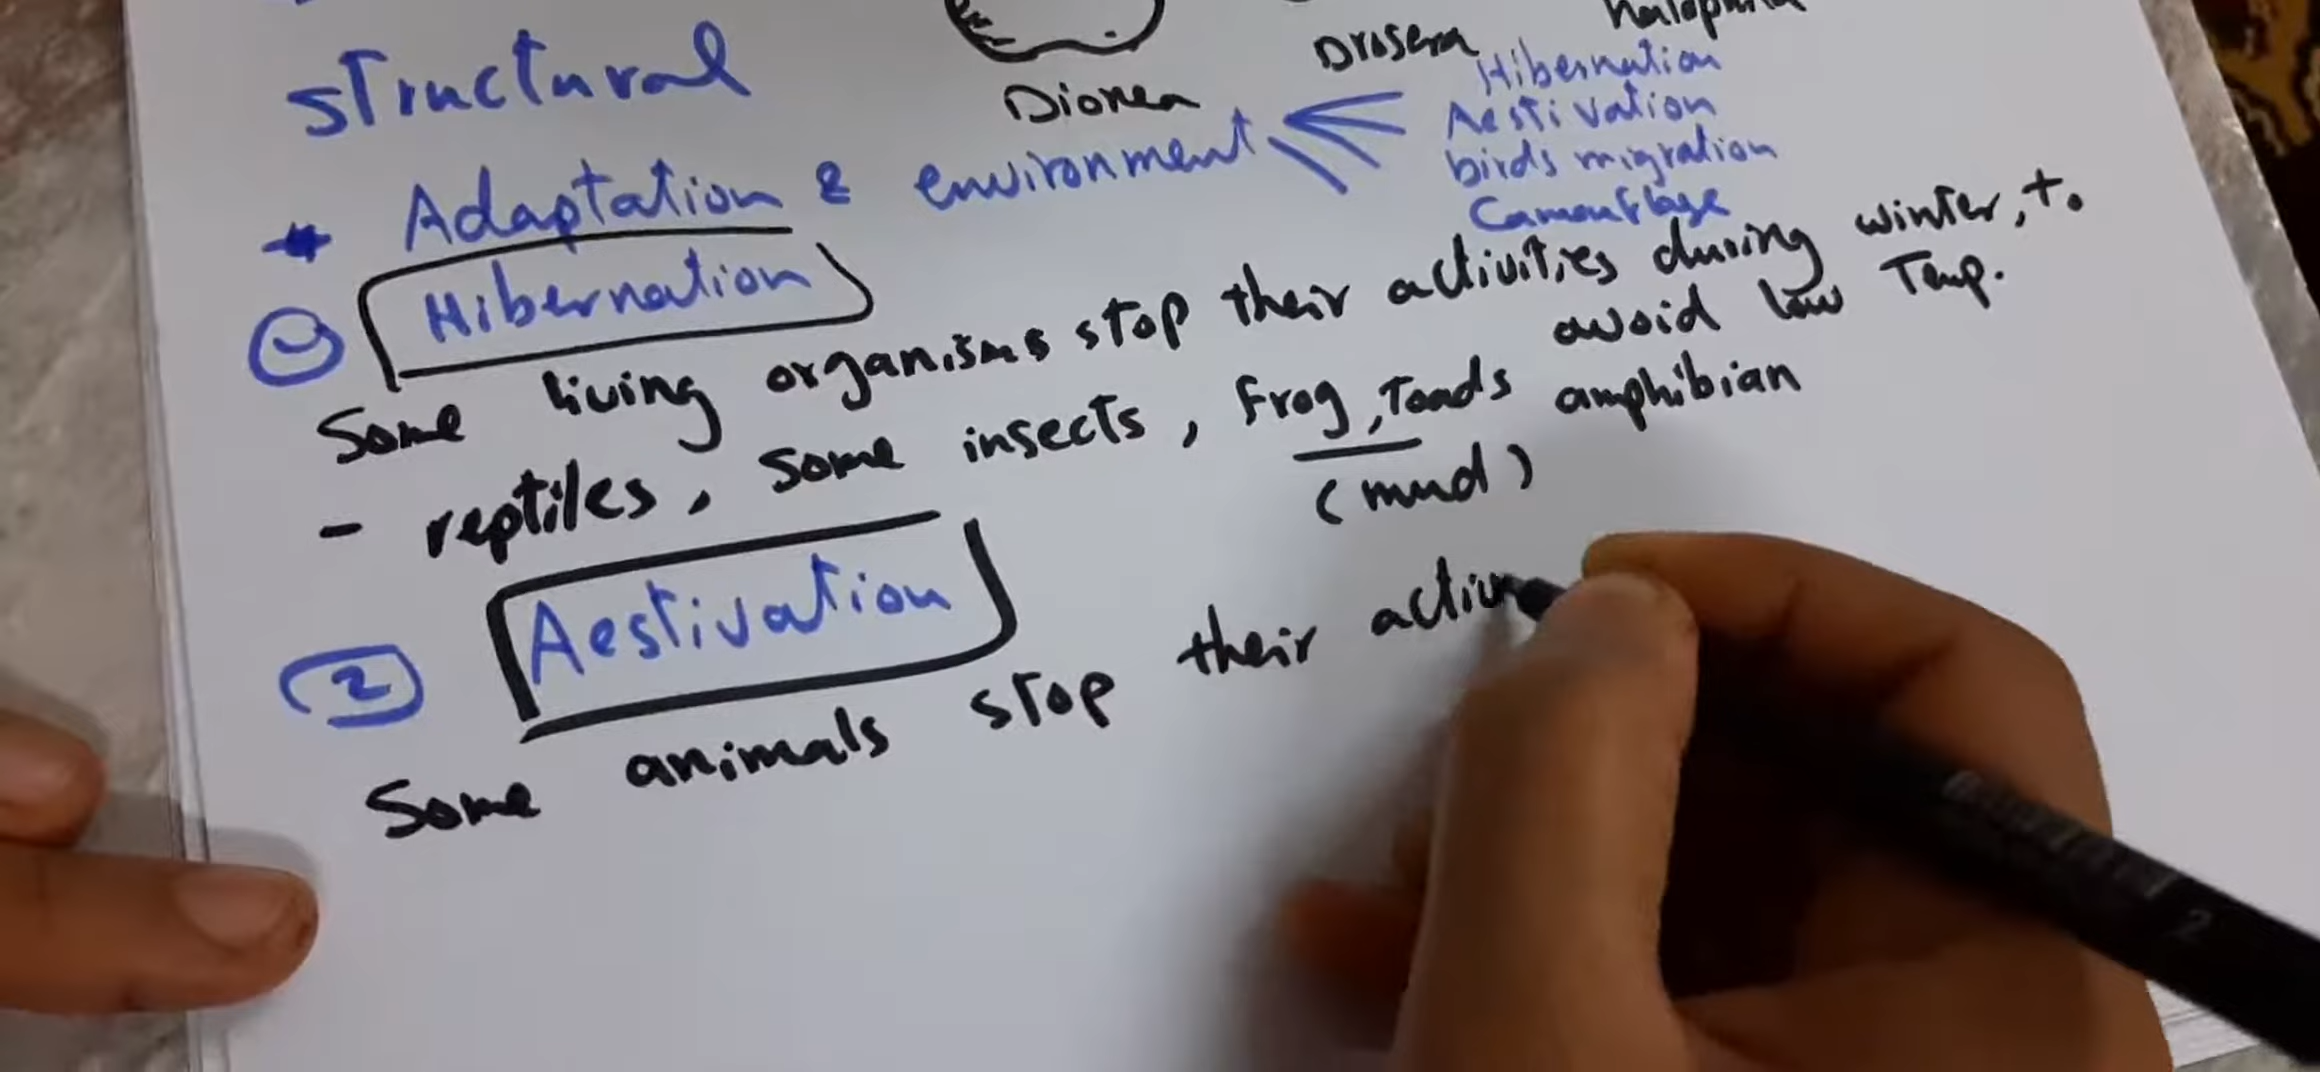 Structural
Dionea
Drosera
Hibernation
Aestivation
birds migration
Camouflage
* Adaptation & environment
Hibernation
Some living organisms stop their activities during winter, to
avoid low Temp.
- reptiles, Some insects, Frog, Toads amphibian
(mud)
2 Aestivation
Some animals stop their activ